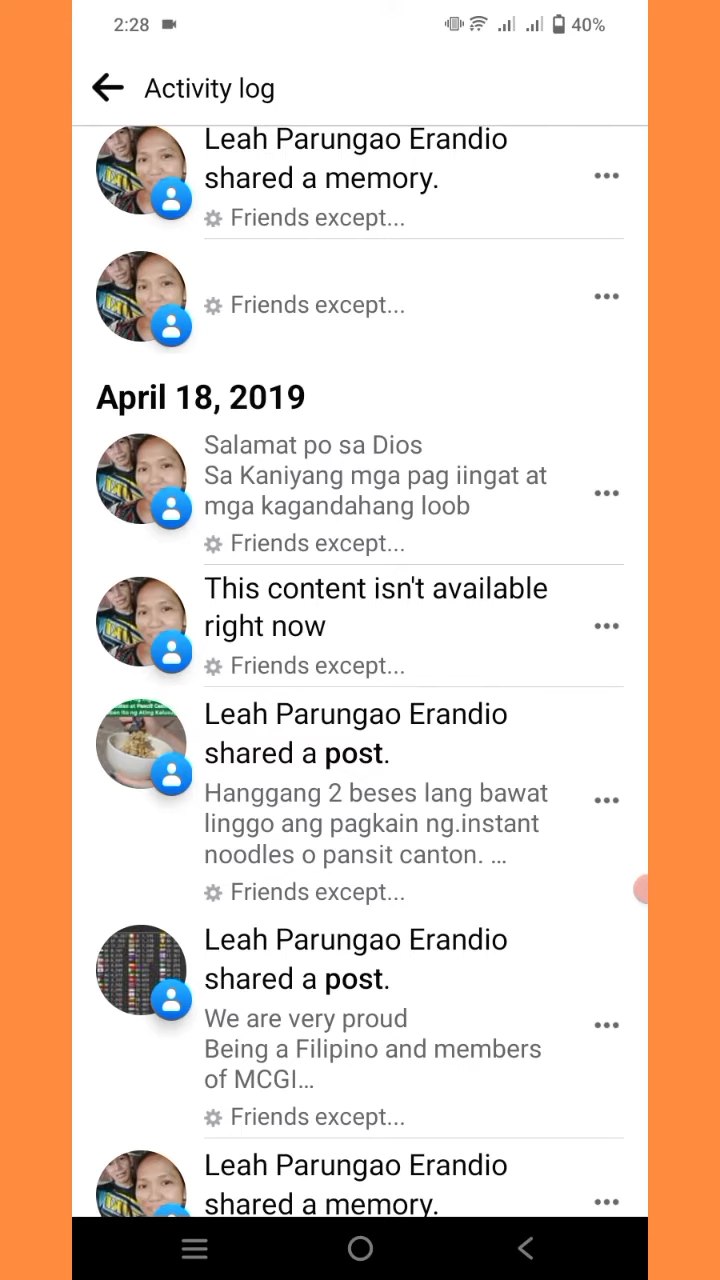 2:28
40%
Activity log
Leah Parungao Erandio
shared a memory.
Friends except...
Friends except...
April 18, 2019
Salamat po sa Dios
Sa Kaniyang mga pag iingat at
mga kagandahang loob
Friends except...
This content isn't available
right now
Friends except...
Leah Parungao Erandio
shared a post.
Hanggang 2 beses lang bawat
linggo ang pagkain ng.instant
noodles o pansit canton. ...
Friends except...
Leah Parungao Erandio
shared a post.
We are very proud
Being a Filipino and members
of MCGI...
Friends except...
Leah Parungao Erandio
shared a memory.